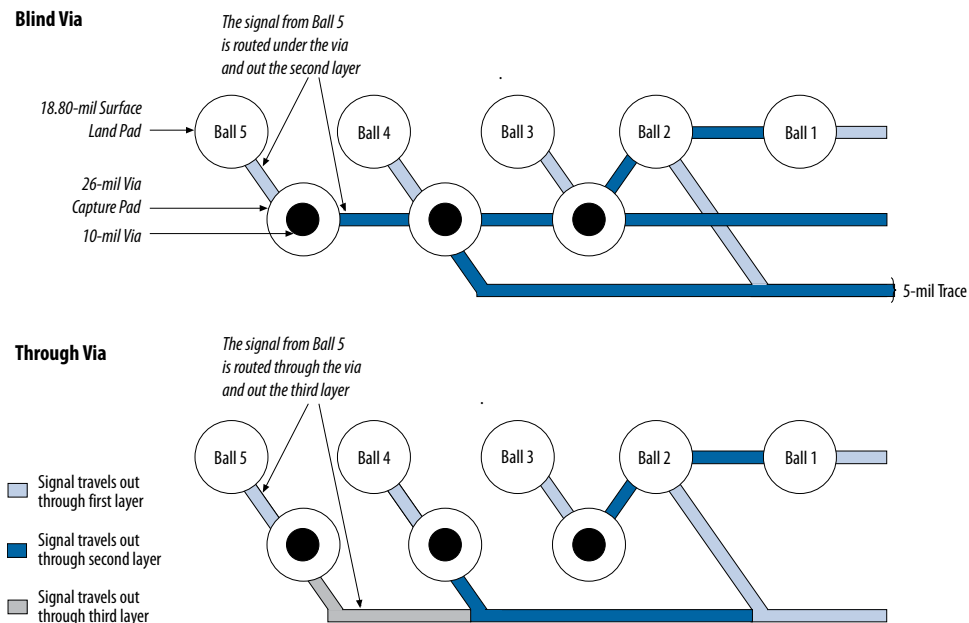 Blind Via
The signal from Ball 5
is routed under the via
and out the second layer
18.80-mil Surface
Land Pad
Ball 5
Ball 4
Ball 3
Ball 2
Ball 1
26-mil Via
Capture Pad
10-mil Via
5-mil Trace
Through Via
The signal from Ball 5
is routed through the via
and out the third layer
Ball 5
Ball 4
Ball 3
Ball 2
Ball 1
Signal travels out
through first layer
Signal travels out
through second layer
Signal travels out
through third layer